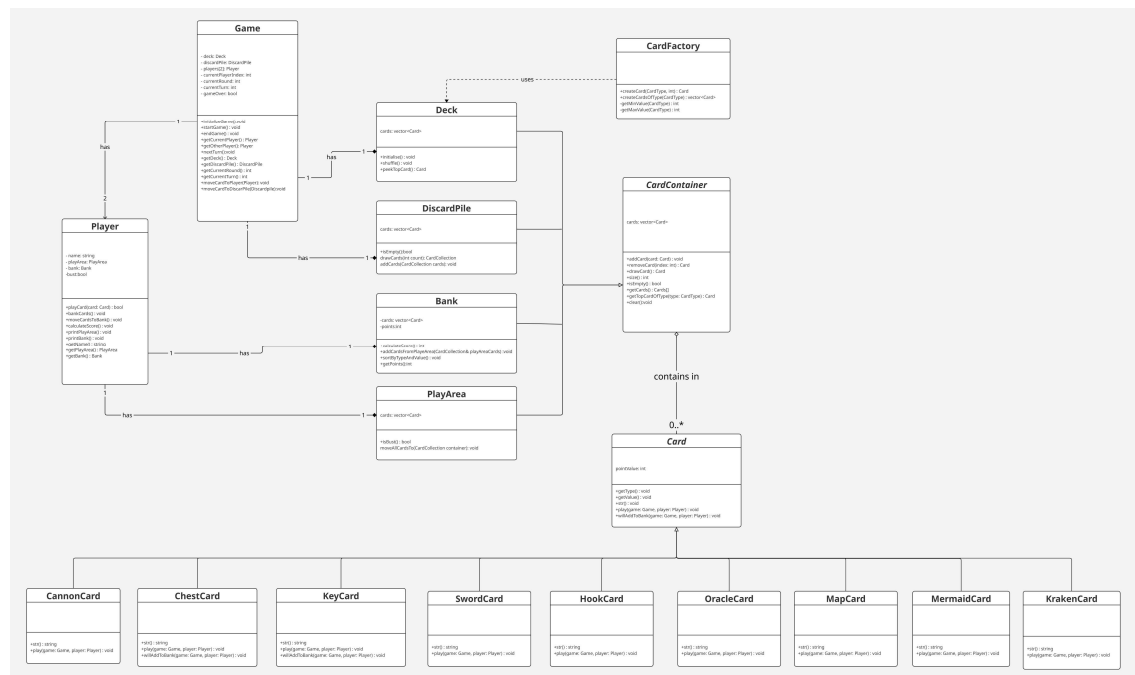 Game
- deck: Deck
- discardPile: DiscardPile
- players[2]: Player
- currentPlayerIndex: int
- currentRound: int
- currentTurn: int
- gameOver: bool
+startGame() : void
+endGame() : void
+getCurrentPlayer() : Player
+getOtherPlayer(): Player
+nextTurn():void
+getDeck() : Deck
+getDiscardPile() : DiscardPile
+getCurrentRound() : int
+getCurrentTurn() : int
+moveCardToPlayer(Player): void
1
has
2
1
has
1
1
has
1
CardFactory
+createCard(CardType, int) : Card
+createCardsOfType(CardType) : vector<Card>
-getMinValue(CardType) : int
-getMaxValue(CardType) : int
uses
Deck
cards: vector<Card>
+initialise() : void
+shuffle() : void
+peekTopCard() : Card
DiscardPile
cards: vector<Card>
+isEmpty():bool
drawCards(int count): CardCollection
addCards(CardCollection cards): void
Bank
-cards: vector<Card>
-points:int
+addCardsFromPlayArea(CardCollection& playAreaCards): void
+sortByTypeAndValue() : void
+getPoints():int
PlayArea
cards: vector<Card>
+isBust() : bool
moveAllCardsTo(CardCollection container): void
Player
- name: string
- playArea: PlayArea
- bank: Bank
-bust:bool
+playCard(card: Card) : bool
+bankCards() : void
+moveCardsToBank() : void
+calculateScore() : void
+printPlayArea() : void
+printBank() : void
+getName() : string
+getPlayArea() : PlayArea
+getBank() : Bank
1
has
1
1
has
1
CardContainer
cards: vector<Card>
+addCard(card: Card) : void
+removeCard(index: int) : Card
+drawCard() : Card
+size() : int
+isEmpty() : bool
+getCards() : Cards[]
+getTopCardOfType(type: CardType) : Card
+clear():void
contains in
0..*
Card
pointValue: int
+getType() : void
+getValue() : void
+str() : void
+play(game: Game, player: Player) : void
+willAddToBank(game: Game, player: Player) : void
CannonCard
+str() : string
+play(game: Game, player: Player) : void
ChestCard
+str() : string
+play(game: Game, player: Player) : void
+willAddToBank(game: Game, player: Player) : void
KeyCard
+str() : string
+play(game: Game, player: Player) : void
+willAddToBank(game: Game, player: Player) : void
SwordCard
+str() : string
+play(game: Game, player: Player) : void
HookCard
+str() : string
+play(game: Game, player: Player) : void
OracleCard
+str() : string
+play(game: Game, player: Player) : void
MapCard
+str() : string
+play(game: Game, player: Player) : void
MermaidCard
+str() : string
+play(game: Game, player: Player) : void
KrakenCard
+str() : string
+play(game: Game, player: Player) : void